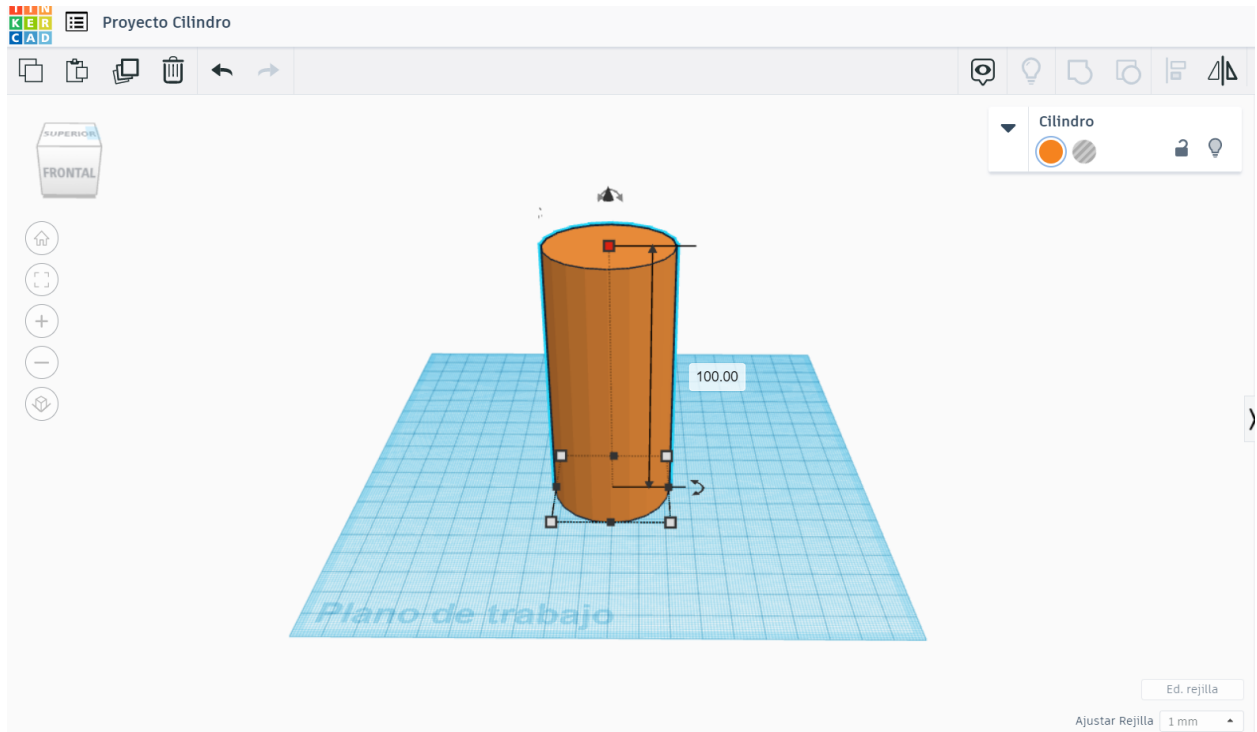 TIN
KER
CAD
Proyecto Cilindro
Cilindro
SUPERIOR
FRONTAL
100.00
Plano de trabajo
Ed. rejilla
Ajustar Rejilla 1 mm